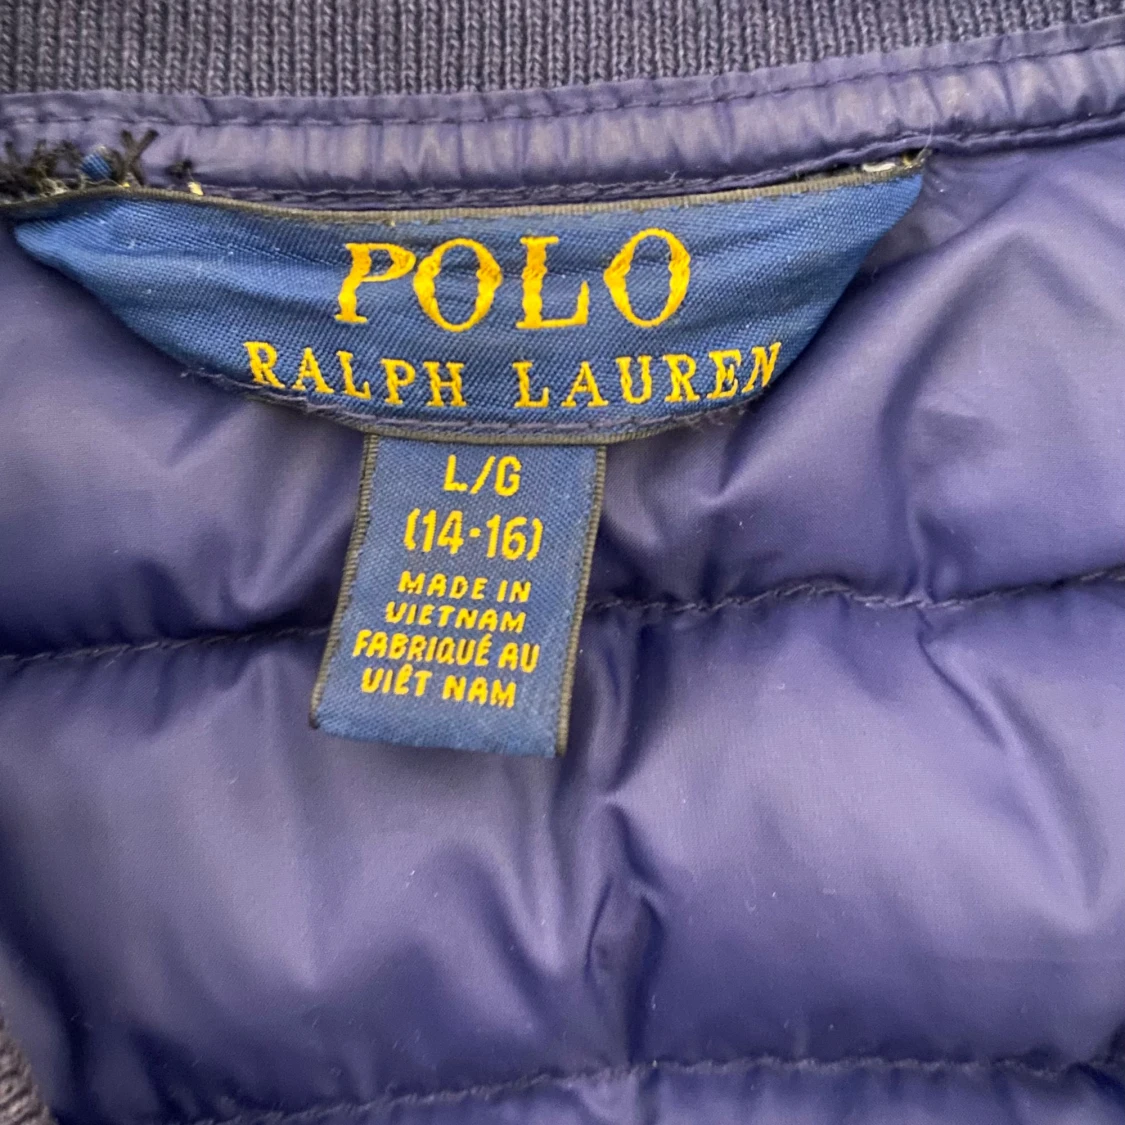 POLO
RALPH LAUREN
L/G
(14-16)
MADE IN
VIETNAM
FABRIQUÉ AU
VIÊT NAM